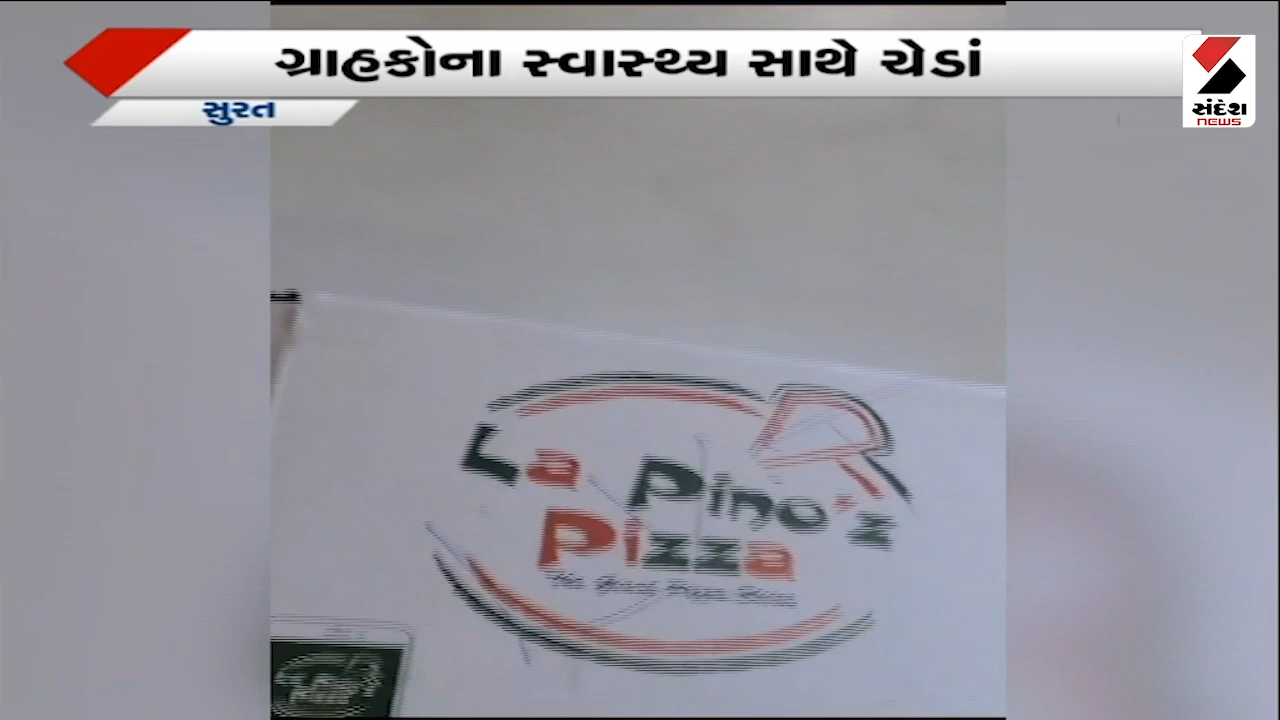 ગ્રાહકોના સ્વાસ્થ્ય સાથે ચેડાં
સુરત
સંદેશ
NEWS
La Pino'z
Pizza